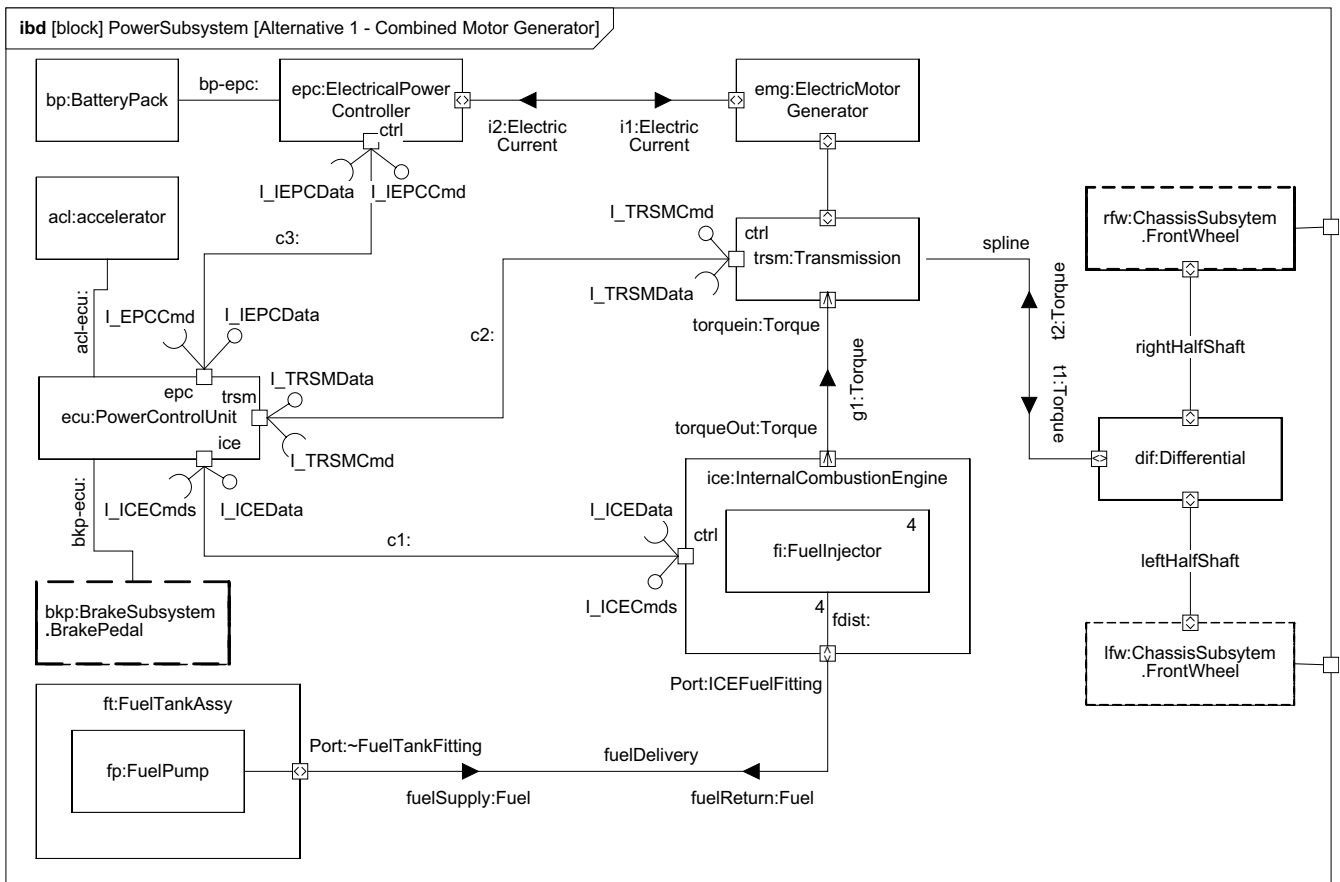 ibd [block] PowerSubsystem [Alternative 1 - Combined Motor Generator]
bp:BatteryPack
bp-epc:
epc:ElectricalPower
Controller
ctrl
i2:Electric
Current
i1:Electric
Current
emg:ElectricMotor
Generator
I_IEPCData
I_IEPCCmd
acl:accelerator
c3:
I_TRSMCmd
ctrl
trsm:Transmission
I_TRSMData
spline
rfw:ChassisSubsytem
.FrontWheel
acl-ecu:
I_EPCCmd
I_IEPCData
c2:
torquein:Torque
t2:Torque
t1:Torque
rightHalfShaft
epc
trsm
ecu:PowerControlUnit
ice
I_TRSMData
I_TRSMCmd
g1:Torque
torqueOut:Torque
dif:Differential
bkp-ecu:
I_ICECmds
I_ICEData
c1:
ice:InternalCombustionEngine
I_ICEData
ctrl
4
fi:FuelInjector
I_ICECmds
4
fdist:
leftHalfShaft
bkp:BrakeSubsystem
.BrakePedal
lfw:ChassisSubsytem
.FrontWheel
Port:ICEFuelFitting
ft:FuelTankAssy
fp:FuelPump
Port:~FuelTankFitting
fuelDelivery
fuelSupply:Fuel
fuelReturn:Fuel